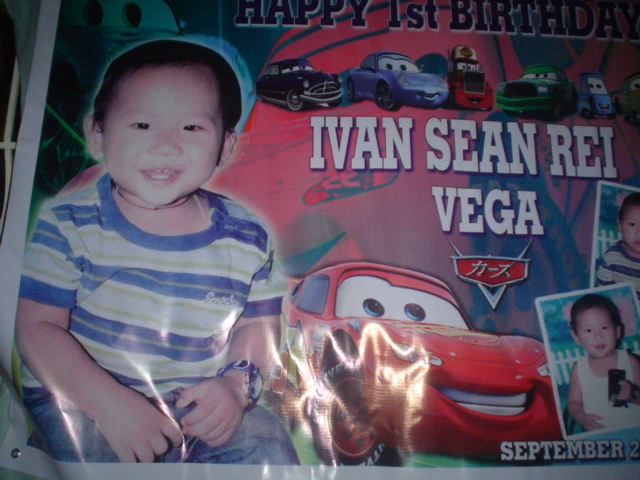 HAPPY 1st BIRTHDAY
IVAN SEAN REI
VEGA
カーズ
SEPTEMBER 2